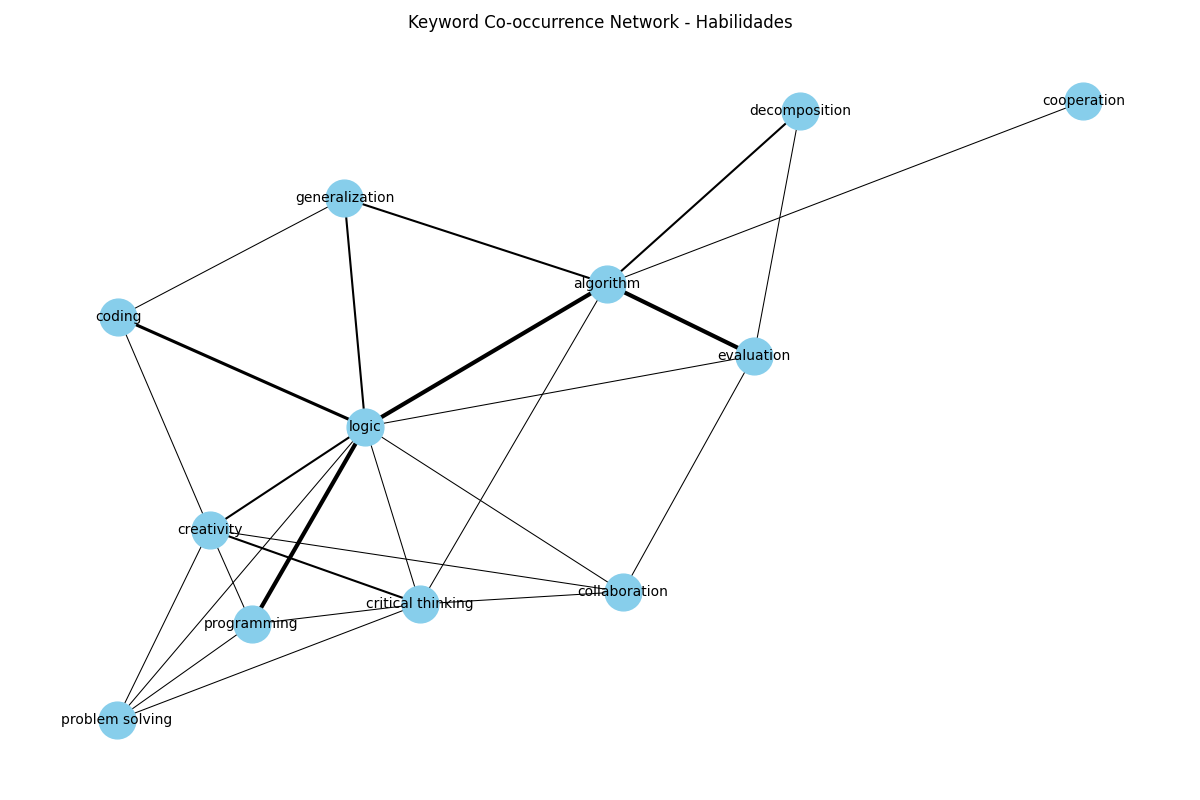 Keyword Co-occurrence Network - Habilidades
cooperation
decomposition
generalization
algorithm
coding
evaluation
logic
creativity
collaboration
critical thinking
programming
problem solving